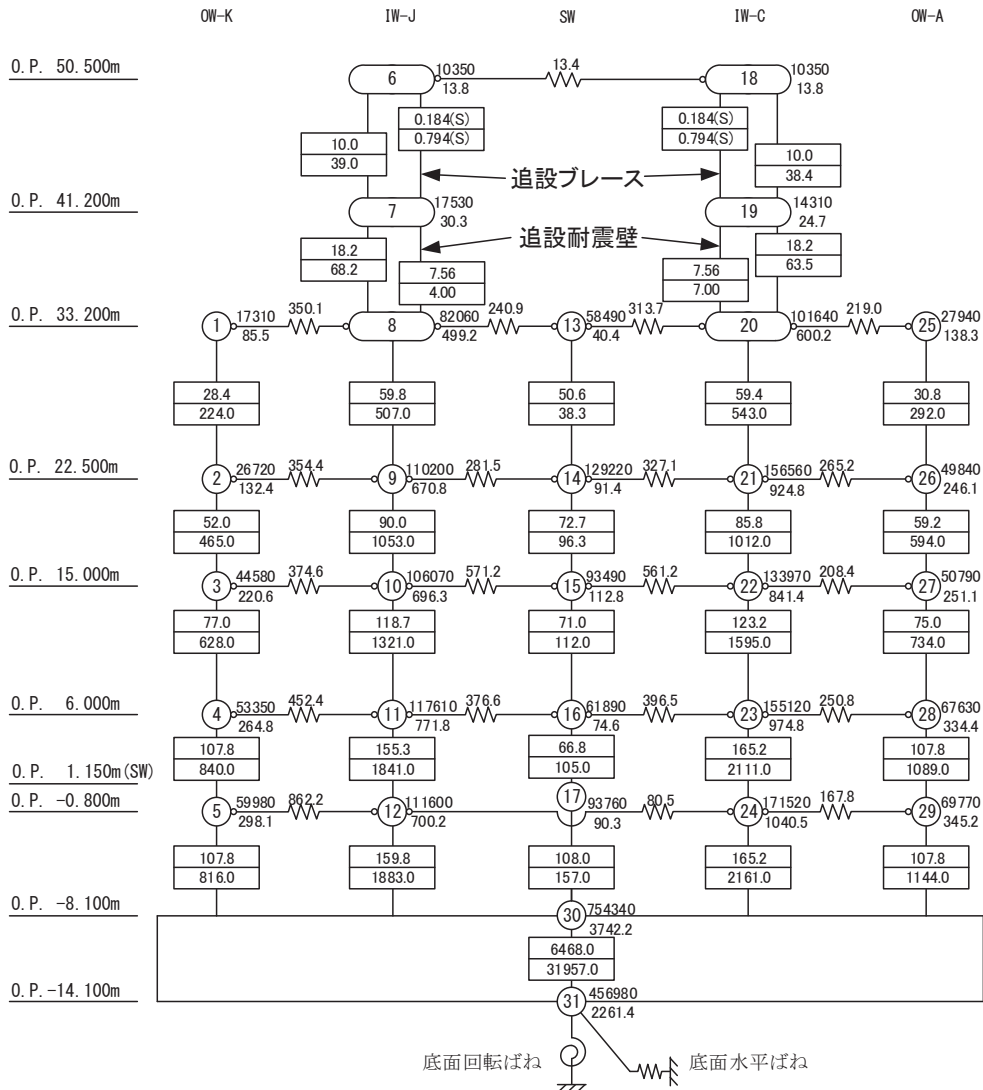 OW-K IW-J SW IW-C OW-A
O.P. 50.500m 6 10350 13.4 18 10350
13.8 13.8
0.184(S) 0.184(S)
10.0 0.794(S) 0.794(S) 10.0
39.0 38.4
追設ブレース
O.P. 41.200m 7 17530 19 14310
30.3 24.7
追設耐震壁
18.2 18.2
68.2 63.5
7.56 7.56
4.00 7.00
O.P. 33.200m 1 17310 350.1 8 82060 240.9 13 58490 313.7 20 101640 219.0 25 27940
85.5 499.2 40.4 600.2 138.3
28.4 59.8 50.6 59.4 30.8
224.0 507.0 38.3 543.0 292.0
O.P. 22.500m 2 26720 354.4 9 110200 281.5 14 129220 327.1 21 156560 265.2 26 49840
132.4 670.8 91.4 924.8 246.1
52.0 90.0 72.7 85.8 59.2
465.0 1053.0 96.3 1012.0 594.0
O.P. 15.000m 3 44580 374.6 10 106070 571.2 15 93490 561.2 22 133970 208.4 27 50790
220.6 696.3 112.8 841.4 251.1
77.0 118.7 71.0 123.2 75.0
628.0 1321.0 112.0 1595.0 734.0
O.P. 6.000m 4 53350 452.4 11 117610 376.6 16 61890 396.5 23 155120 250.8 28 67630
264.8 771.8 74.6 974.8 334.4
107.8 155.3 66.8 165.2 107.8
840.0 1841.0 105.0 2111.0 1089.0
O.P. 1.150m(SW)
O.P. -0.800m 5 59980 862.2 12 111600 17 93760 80.5 24 171520 167.8 29 69770
298.1 700.2 90.3 1040.5 345.2
107.8 159.8 108.0 165.2 107.8
816.0 1883.0 157.0 2161.0 1144.0
O.P. -8.100m 30 754340
3742.2
6468.0
31957.0
O.P.-14.100m 31 456980
2261.4
底面回転ばね 底面水平ばね